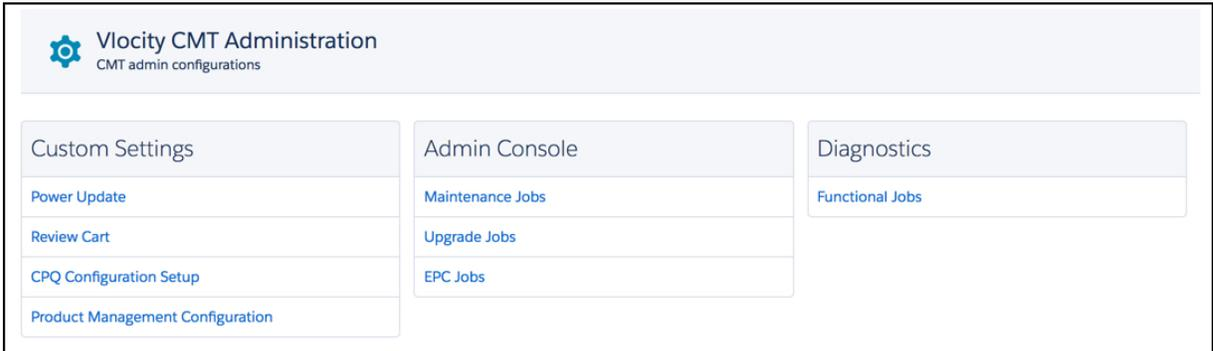 Vlocity CMT Administration
CMT admin configurations
Custom Settings
Power Update
Review Cart
CPQ Configuration Setup
Product Management Configuration
Admin Console
Maintenance Jobs
Upgrade Jobs
EPC Jobs
Diagnostics
Functional Jobs